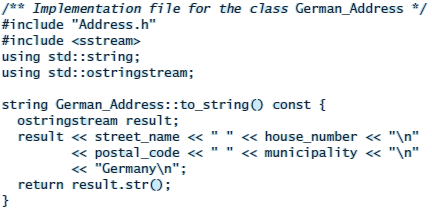 /** Implementation file for the class German_Address */
#include "Address.h"
#include <sstream>
using std::string;
using std::ostringstream;

string German_Address::to_string() const {
  ostringstream result;
  result << street_name << " " << house_number << "\n"
         << postal_code << " " << municipality << "\n"
         << "Germany\n";
  return result.str();
}